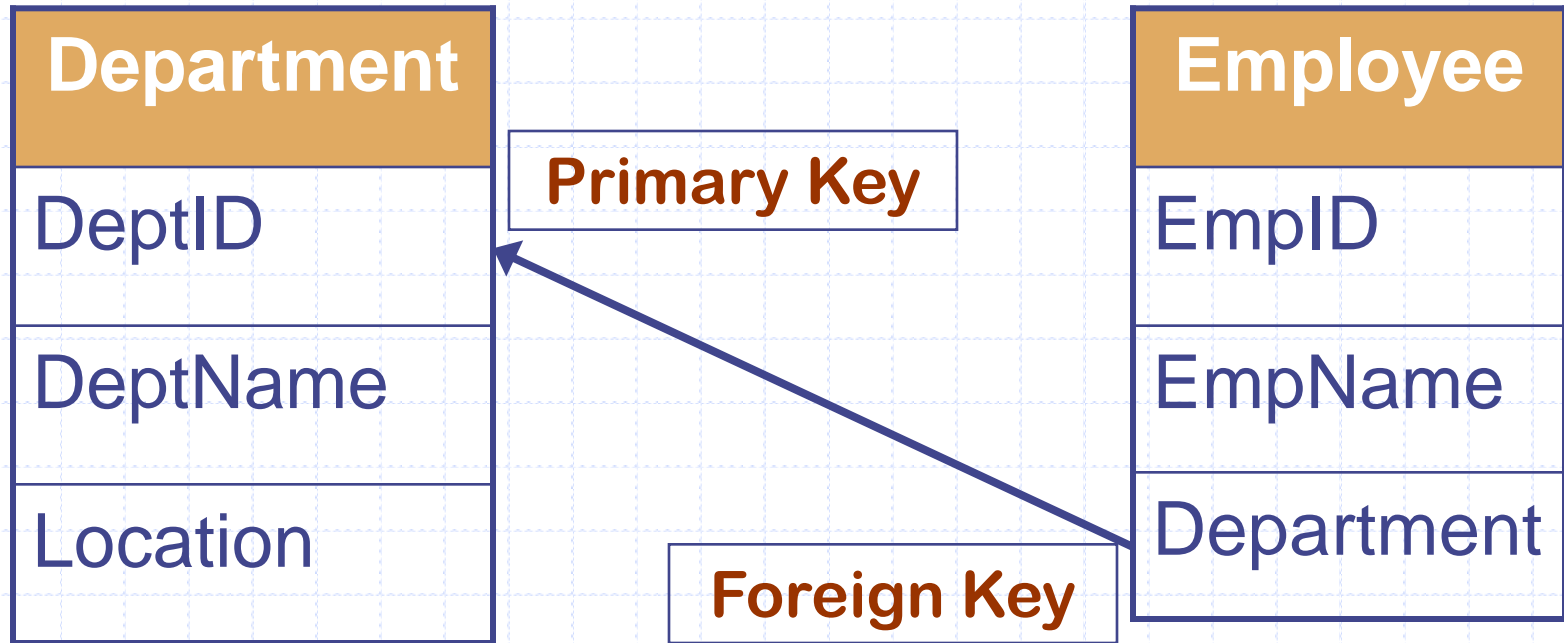 Department
DeptID
DeptName
Location
Primary Key
Foreign Key
Employee
EmpID
EmpName
Department